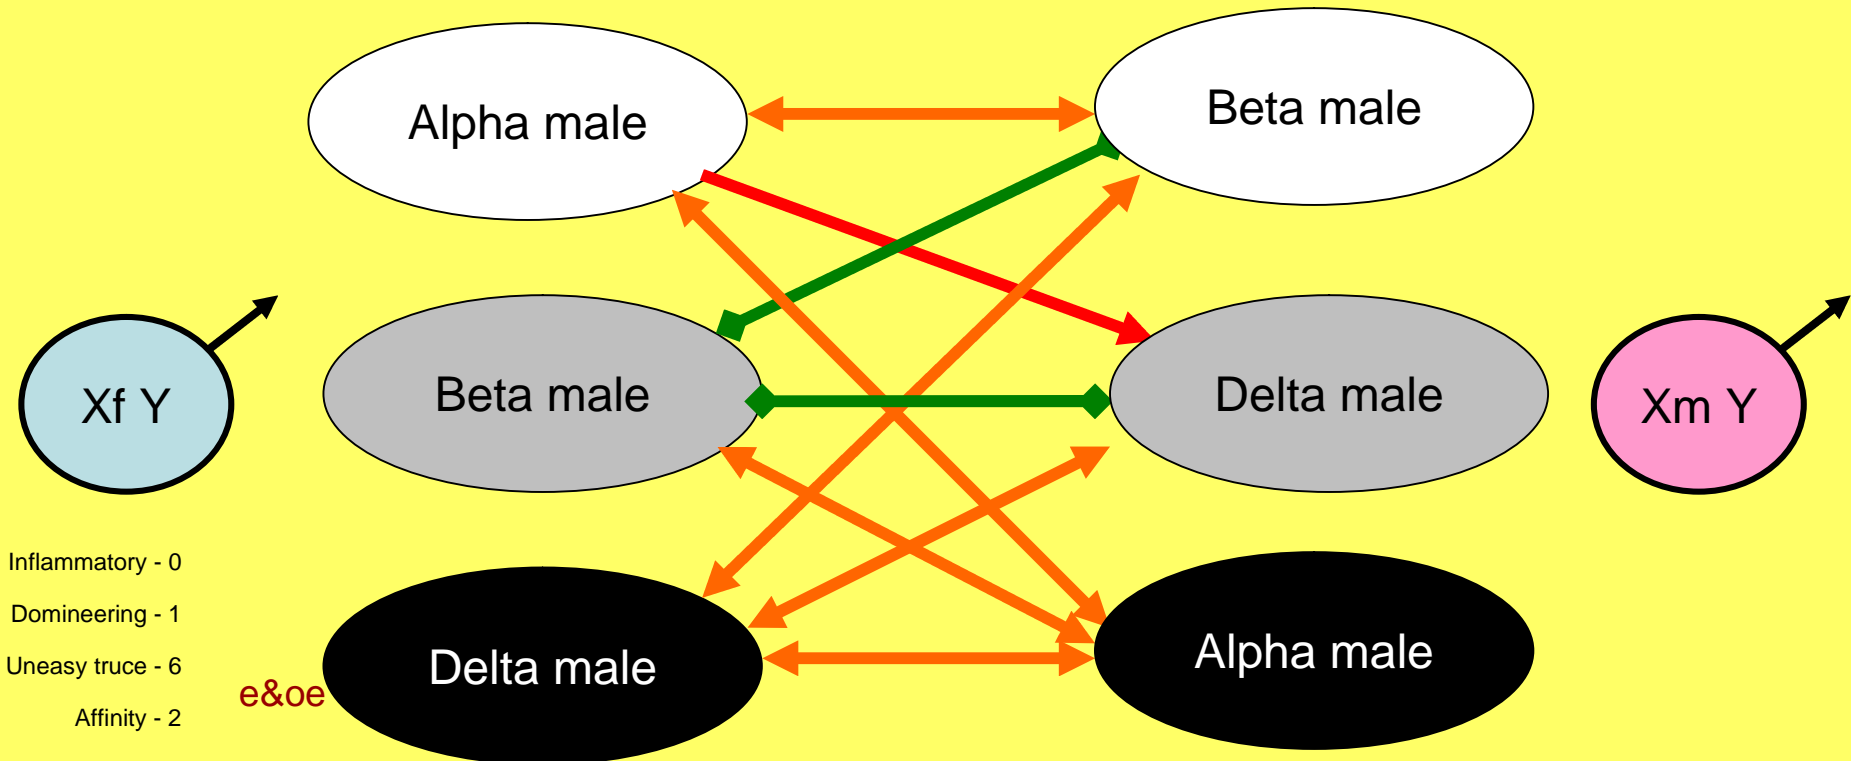 Alpha male
Beta male
Xf Y
Beta male
Delta male
Xm Y
Inflammatory - 0
Domineering - 1
Uneasy truce - 6
Affinity - 2
e&oe
Delta male
Alpha male